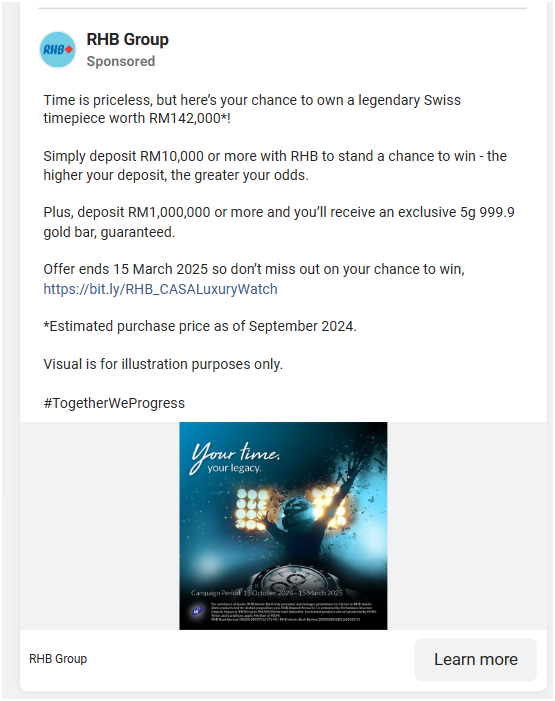 RHB Group
RHB
Sponsored
Time is priceless, but here's your chance to own a legendary Swiss
timepiece worth RM142,000*!
Simply deposit RM10,000 or more with RHB to stand a chance to win - the
higher your deposit, the greater your odds.
Plus, deposit RM1,000,000 or more and you'll receive an exclusive 5g 999.9
gold bar, guaranteed.
Offer ends 15 March 2025 so don't miss out on your chance to win,
https://bit.ly/RHB_CASALuxuryWatch
*Estimated purchase price as of September 2024.
Visual is for illustration purposes only.
#TogetherWeProgress
Your time,
your legacy.
Campaign Period: 15 October 2024 - 15 March 2025
RHB Group
Learn more